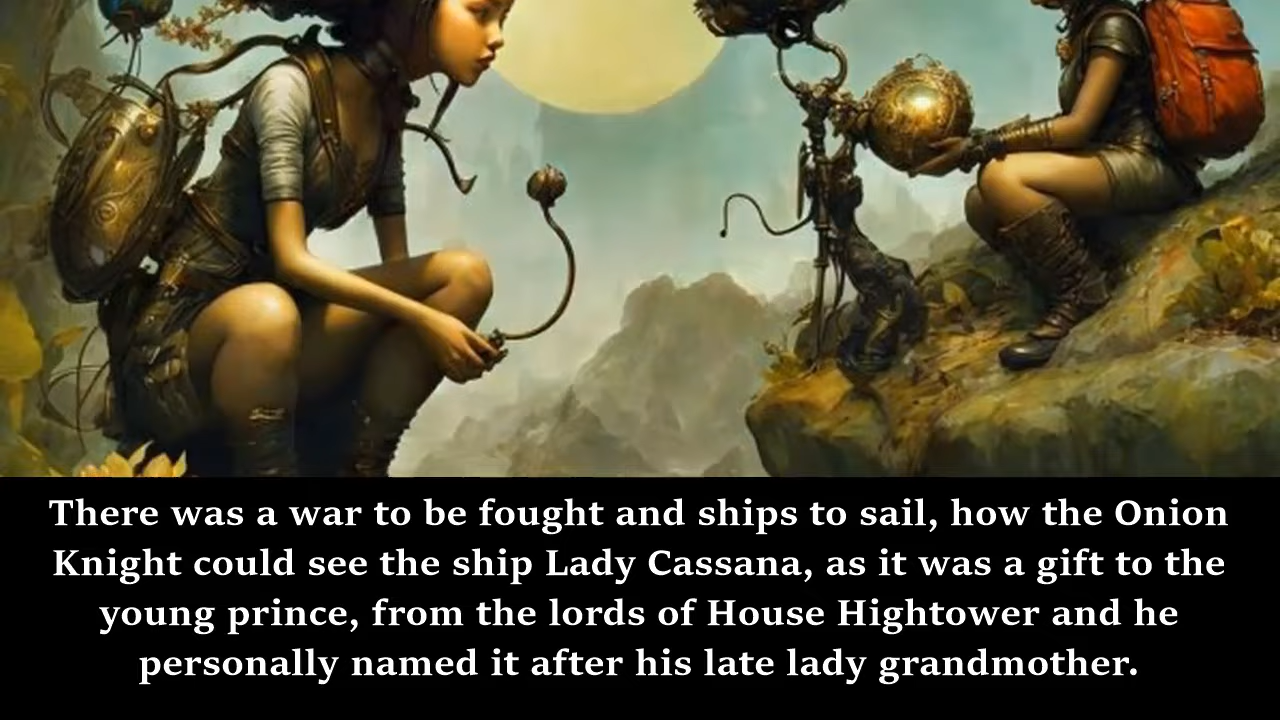 There was a war to be fought and ships to sail, how the Onion
Knight could see the ship Lady Cassana, as it was a gift to the
young prince, from the lords of House Hightower and he
personally named it after his late lady grandmother.